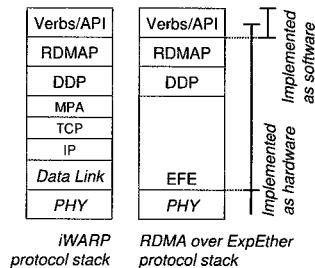 Verbs/API
RDMAP
DDP
MPA
TCP
IP
Data Link
PHY
iWARP
protocol stack
Verbs/API
RDMAP
DDP
EFE
PHY
RDMA over ExpEther
protocol stack
Implemented
as software
Implemented
as hardware